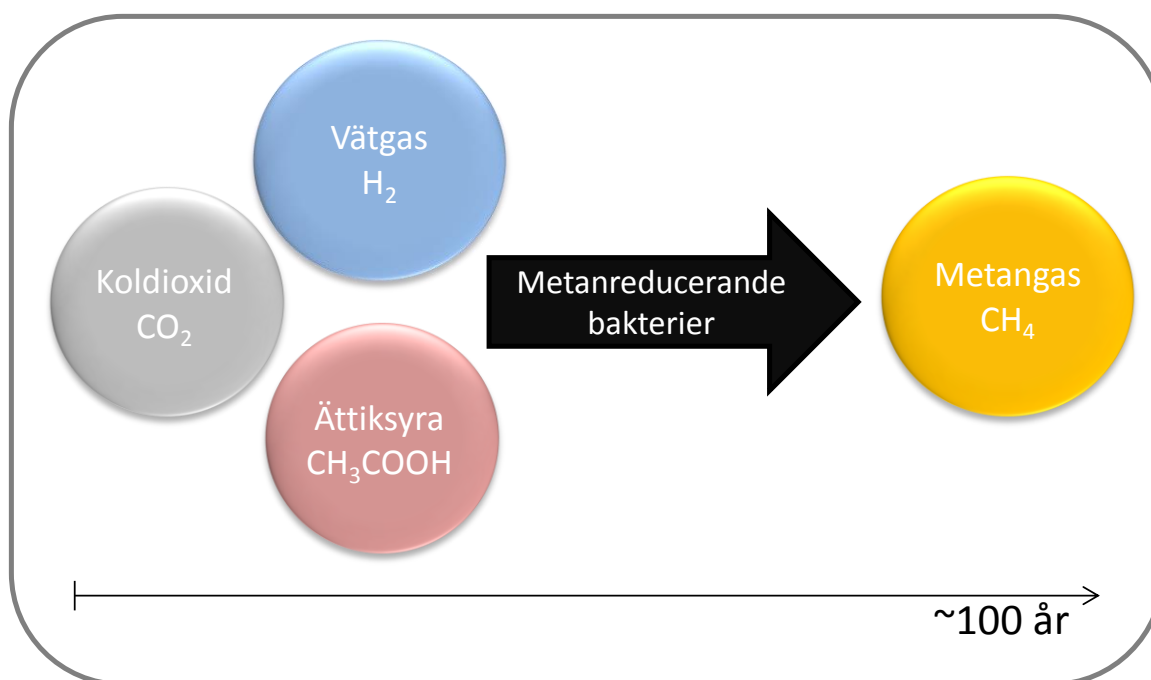 Vätgas
H₂
Koldioxid
CO₂
Ättiksyra
CH₃COOH
Metanreducerande
bakterier
Metangas
CH₄
~100 år